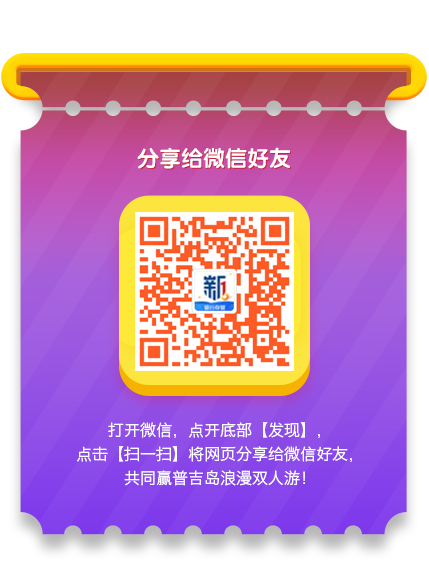 分享给微信好友
新
打开微信，点开底部【发现】，
点击【扫一扫】将网页分享给微信好友，
共同赢普吉岛浪漫双人游！